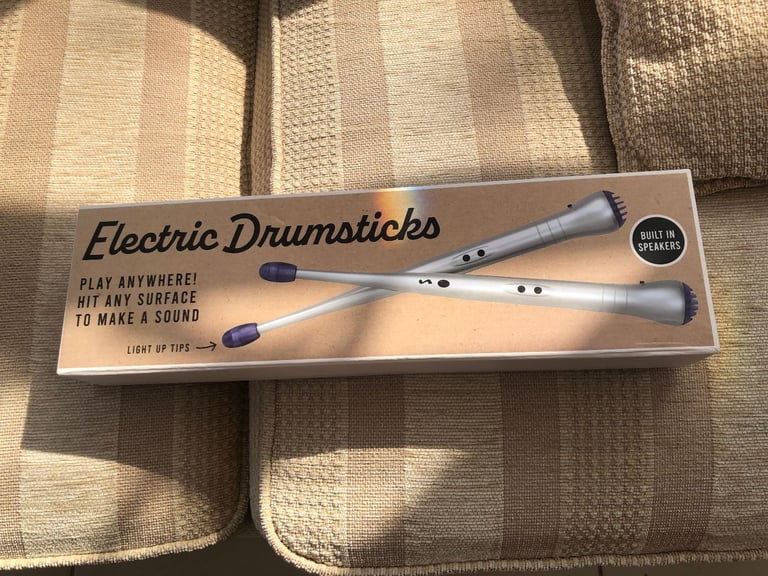 Electric Drumsticks
PLAY ANYWHERE!
HIT ANY SURFACE
TO MAKE A SOUND
LIGHT UP TIPS
BUILT IN
SPEAKERS